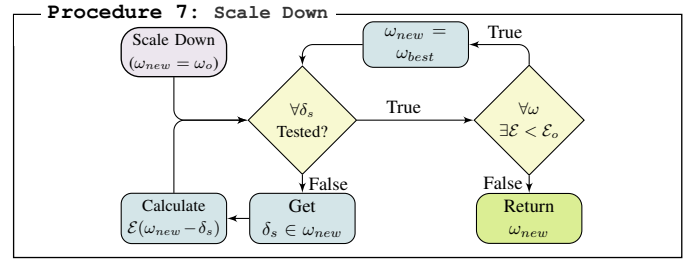 Procedure 7: Scale Down
Scale Down
(ω_new = ω_o)
ω_new =
ω_best
True
∀δ_s
Tested?
True
∀ω
∃ℰ < ℰ_o
False
False
Calculate
ℰ(ω_new − δ_s)
Get
δ_s ∈ ω_new
Return
ω_new